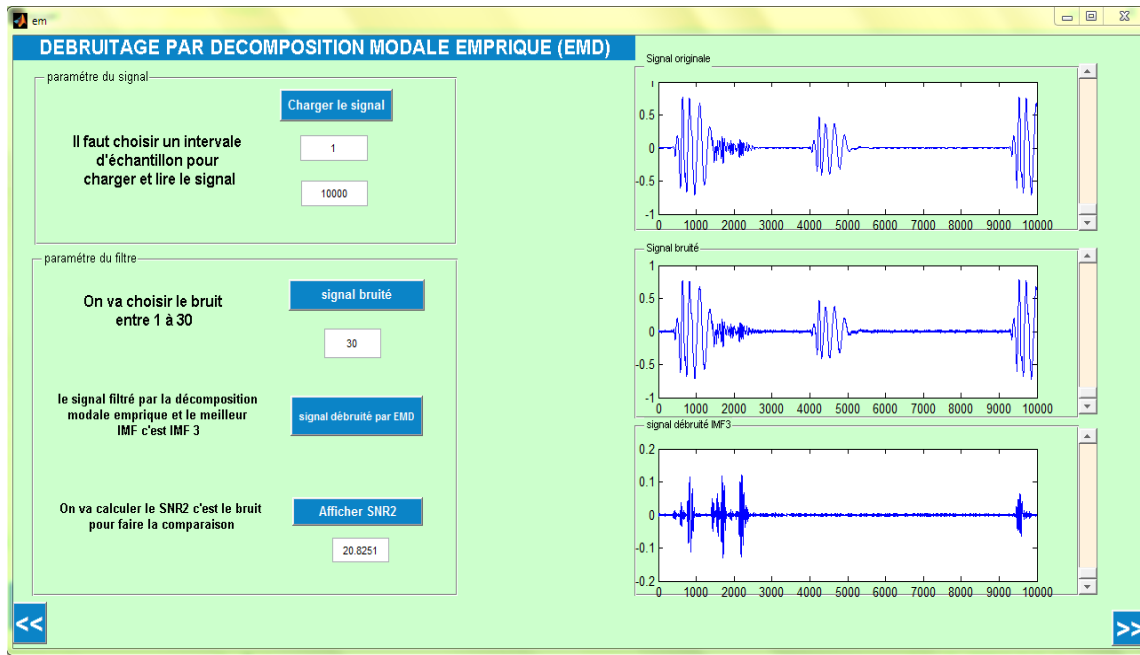 em
DEBRUITAGE PAR DECOMPOSITION MODALE EMPRIQUE (EMD)
paramétre du signal
Charger le signal
Il faut choisir un intervale
d'échantillon pour
charger et lire le signal
1
10000
paramétre du filtre
On va choisir le bruit
entre 1 à 30
signal bruité
30
le signal filtré par la décomposition
modale emprique et le meilleur
IMF c'est IMF 3
signal dèbruité par EMD
On va calculer le SNR2 c'est le bruit
pour faire la comparaison
Afficher SNR2
20.8251
<<
Signal originale
1
0.5
0
-0.5
-1
0 1000 2000 3000 4000 5000 6000 7000 8000 9000 10000
Signal bruité
1
0.5
0
-0.5
-1
0 1000 2000 3000 4000 5000 6000 7000 8000 9000 10000
signal débruité IMF3
0.2
0.1
0
-0.1
-0.2
0 1000 2000 3000 4000 5000 6000 7000 8000 9000 10000
>>